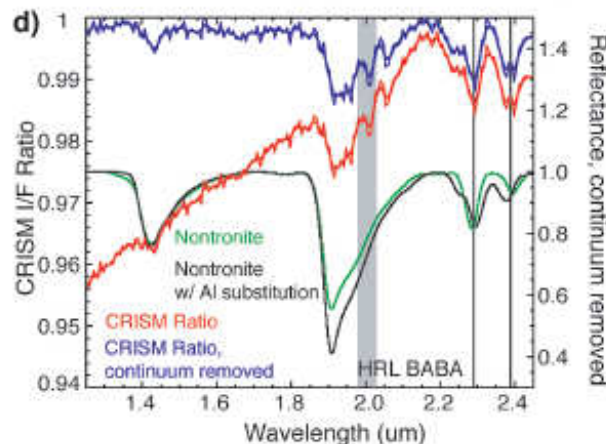 d)
1
0.99
0.98
0.97
0.96
0.95
0.94
CRISM I/F Ratio
Nontronite
Nontronite
w/ Al substitution
CRISM Ratio
CRISM Ratio,
continuum removed
HRL BABA
1.4
1.2
1.0
0.8
0.6
0.4
Reflectance, continuum removed
1.4 1.6 1.8 2.0 2.2 2.4
Wavelength (um)